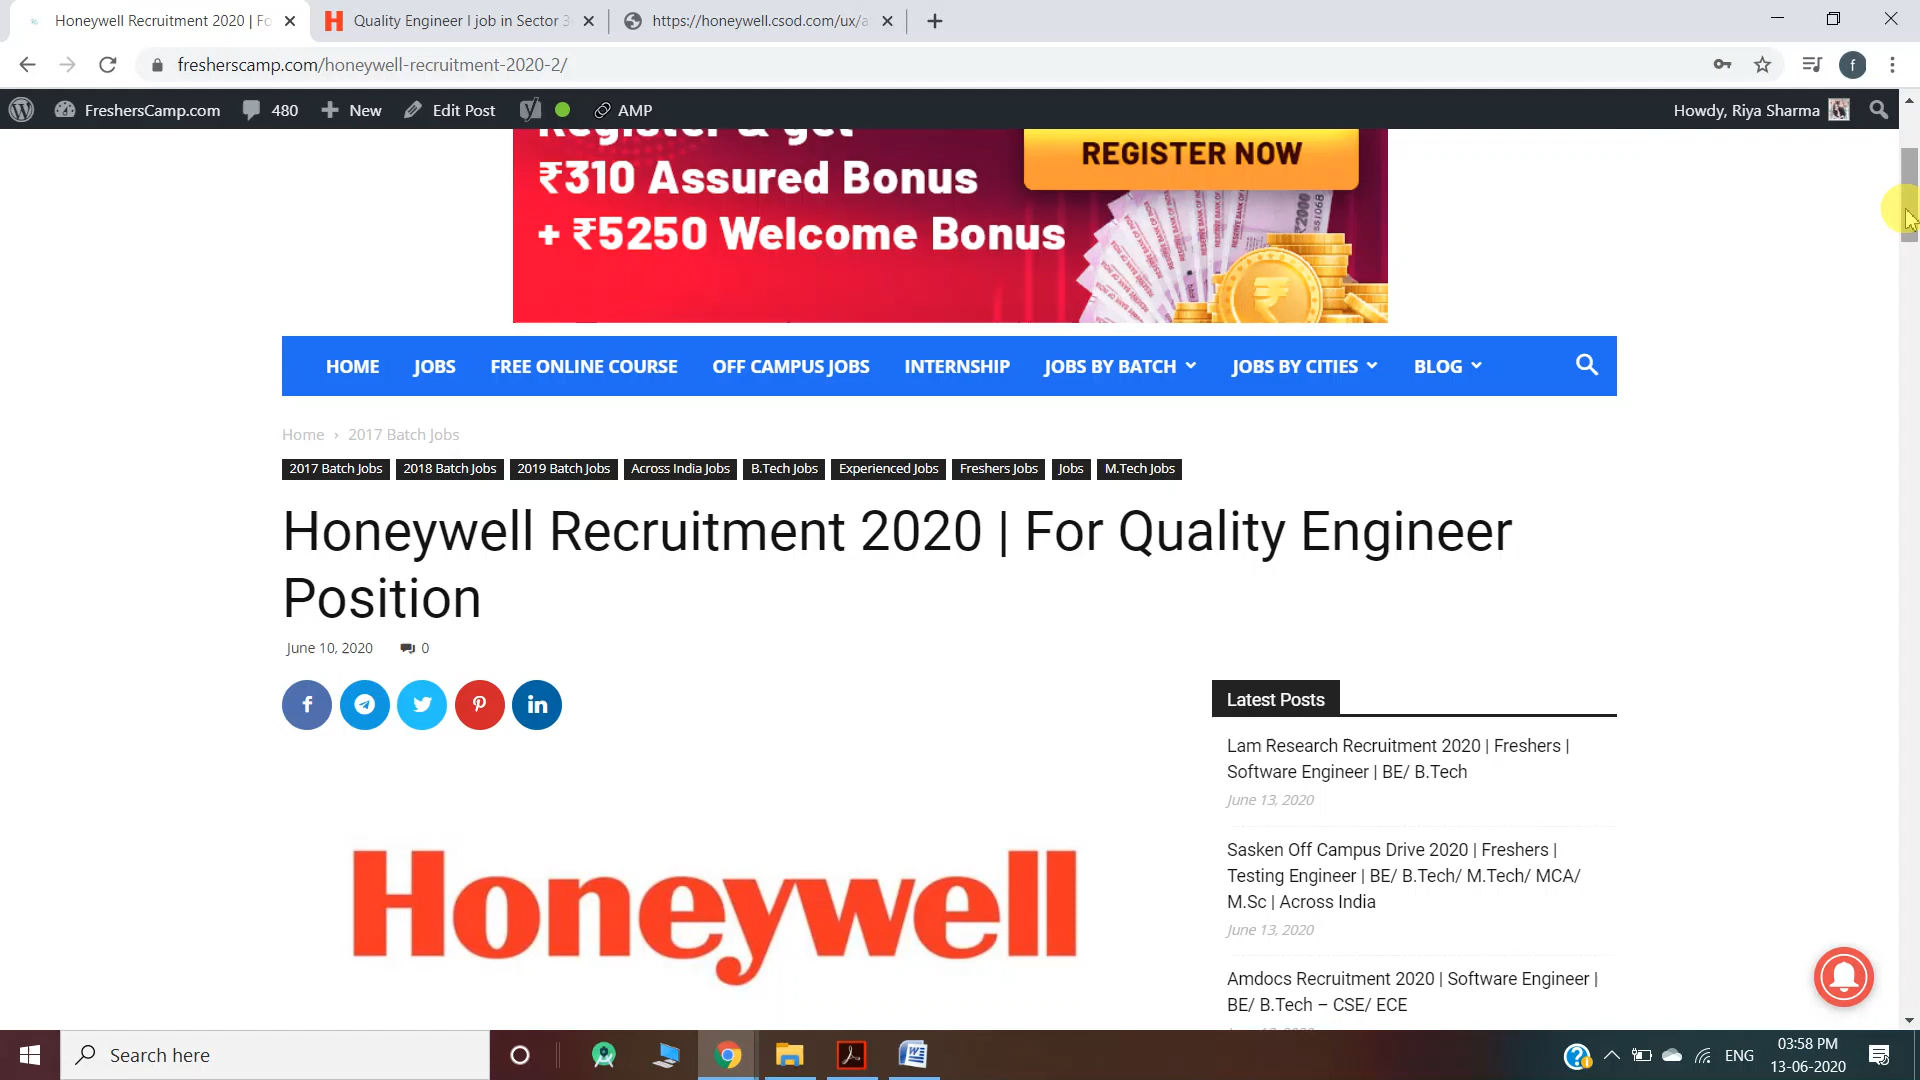 Honeywell Recruitment 2020 | Fo
Quality Engineer I job in Sector 3
https://honeywell.csod.com/ux/a
fresherscamp.com/honeywell-recruitment-2020-2/
f
FreshersCamp.com
480
New
Edit Post
AMP
Howdy, Riya Sharma
Register & get
₹310 Assured Bonus
+ ₹5250 Welcome Bonus
REGISTER NOW
HOME
JOBS
FREE ONLINE COURSE
OFF CAMPUS JOBS
INTERNSHIP
JOBS BY BATCH
JOBS BY CITIES
BLOG
Home › 2017 Batch Jobs
2017 Batch Jobs
2018 Batch Jobs
2019 Batch Jobs
Across India Jobs
B.Tech Jobs
Experienced Jobs
Freshers Jobs
Jobs
M.Tech Jobs
Honeywell Recruitment 2020 | For Quality Engineer
Position
June 10, 2020
0
Honeywell
Latest Posts
Lam Research Recruitment 2020 | Freshers |
Software Engineer | BE/ B.Tech
June 13, 2020
Sasken Off Campus Drive 2020 | Freshers |
Testing Engineer | BE/ B.Tech/ M.Tech/ MCA/
M.Sc | Across India
June 13, 2020
Amdocs Recruitment 2020 | Software Engineer |
BE/ B.Tech – CSE/ ECE
Search here
ENG
03:58 PM
13-06-2020